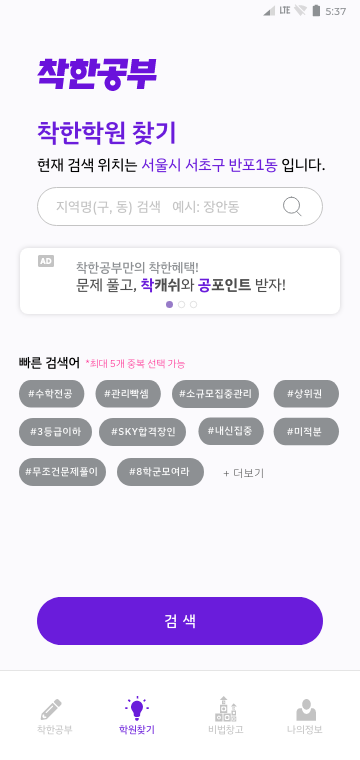 LTE 5:37
착한공부
착한학원 찾기
현재 검색 위치는 서울시 서초구 반포1동 입니다.
지역명(구, 동) 검색 예시: 장안동
AD
착한공부만의 착한혜택!
문제 풀고, 착캐쉬와 공포인트 받자!
빠른 검색어 *최대 5개 중복 선택 가능
#수학전공 #관리빡셈 #소규모집중관리 #상위권
#3등급이하 #SKY합격장인 #내신집중 #미적분
#무조건문제풀이 #8학군모여라 + 더보기
검 색
착한공부 학원찾기 비법창고 나의정보